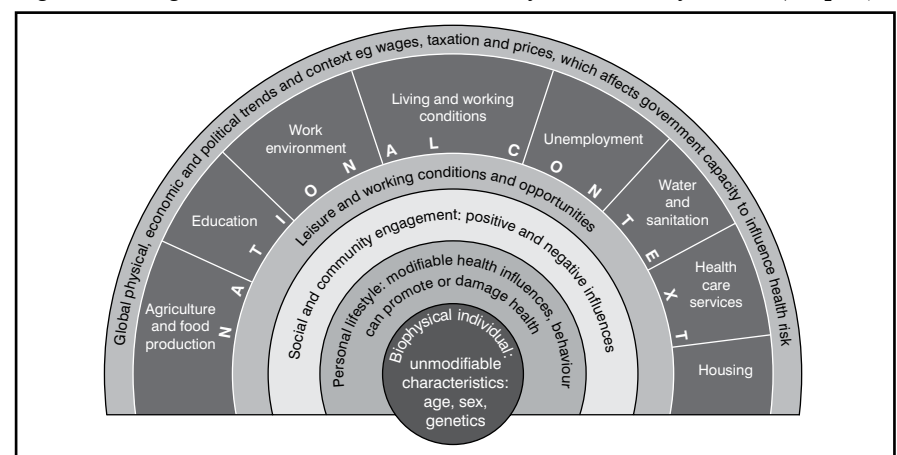 Global physical, economic and political trends and context eg wages, taxation and prices, which affects government capacity to influence health risk
Agriculture
and food
production
Education
Work
environment
Living and working
conditions
Unemployment
Water
and
sanitation
Health
care
services
Housing
NATIONAL CONTEXT
Leisure and working conditions and opportunities
Social and community engagement: positive and negative influences
Personal lifestyle: modifiable health influences, behaviour
can promote or damage health
Biophysical individual:
unmodifiable
characteristics:
age, sex,
genetics